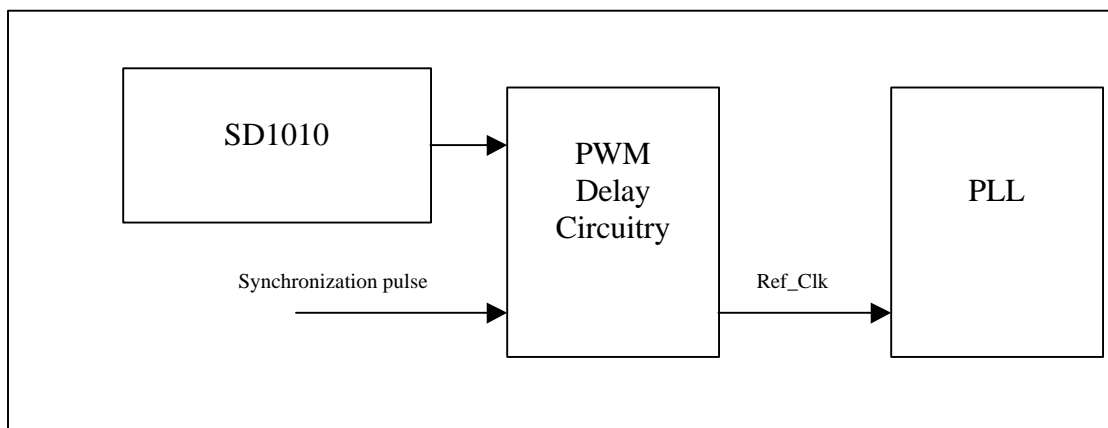 SD1010
PWM
Delay
Circuitry
PLL
Synchronization pulse
Ref_Clk